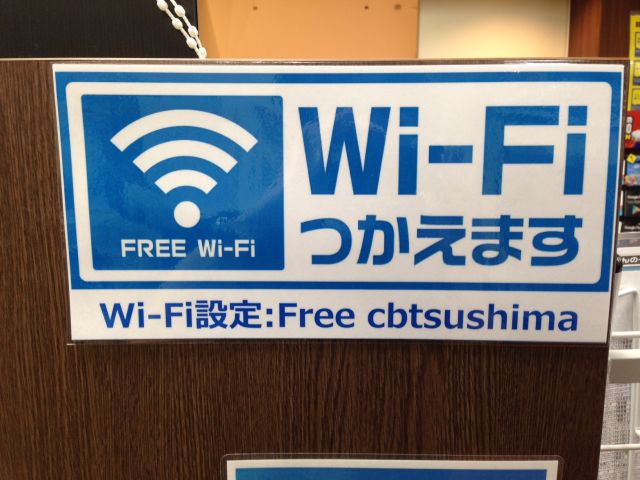 Wi-Fi
つかえます
FREE Wi-Fi
Wi-Fi設定:Free cbtsushima